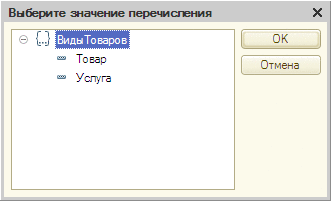 Выберите значение перечисления
ВидыТоваров
Товар
Услуга
OK
Отмена